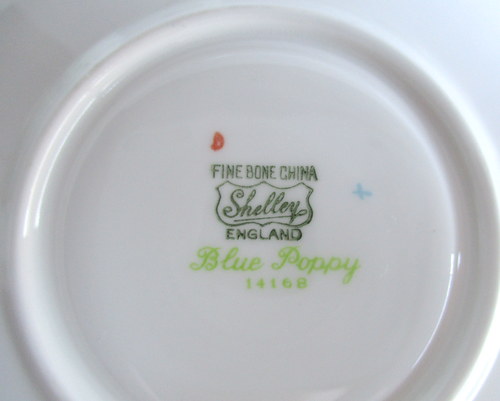 FINE BONE CHINA
Shelley
ENGLAND
Blue Poppy
14168